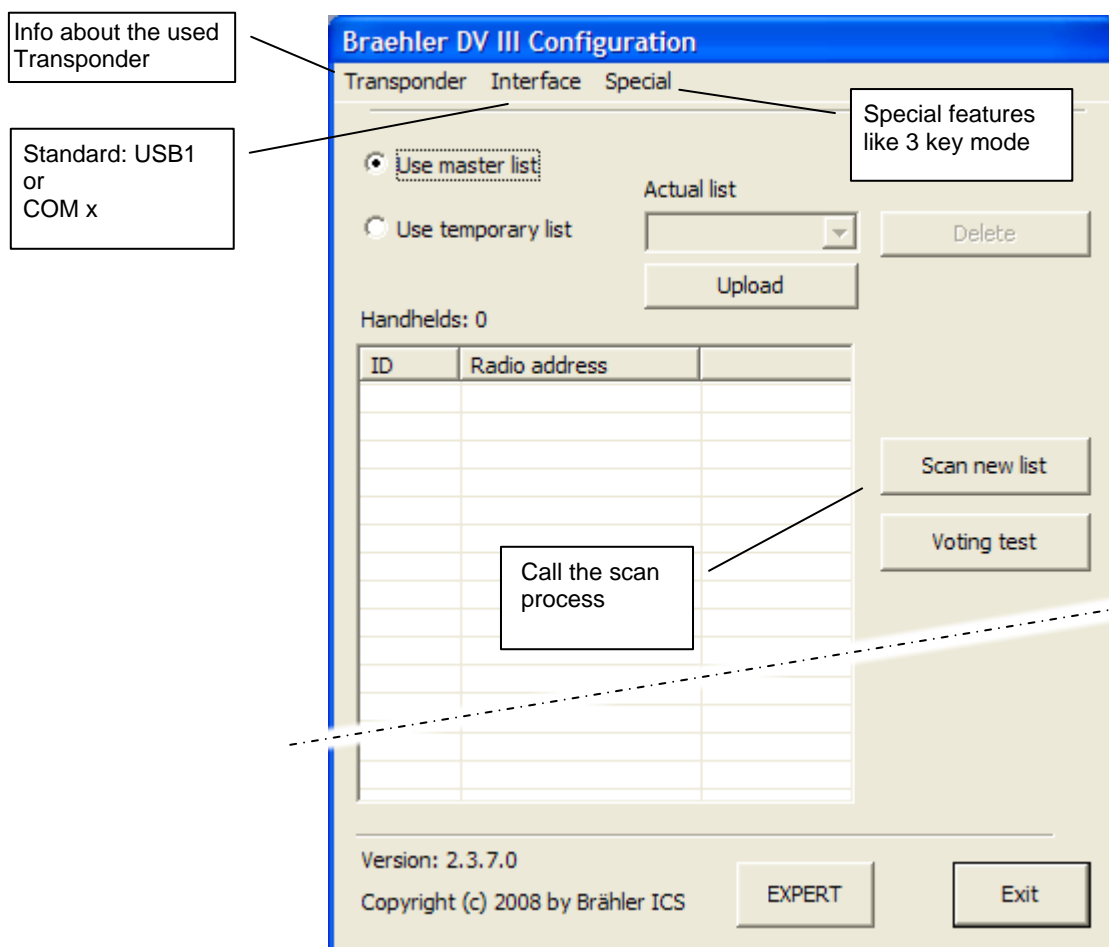 Info about the used
Transponder
Braehler DV III Configuration
Transponder Interface Special
Special features
like 3 key mode
Standard: USB1
or
COM x
Use master list
Actual list
Use temporary list
Delete
Upload
Handhelds: 0
ID Radio address
Scan new list
Voting test
Call the scan
process
Version: 2.3.7.0
Copyright (c) 2008 by Brähler ICS
EXPERT
Exit